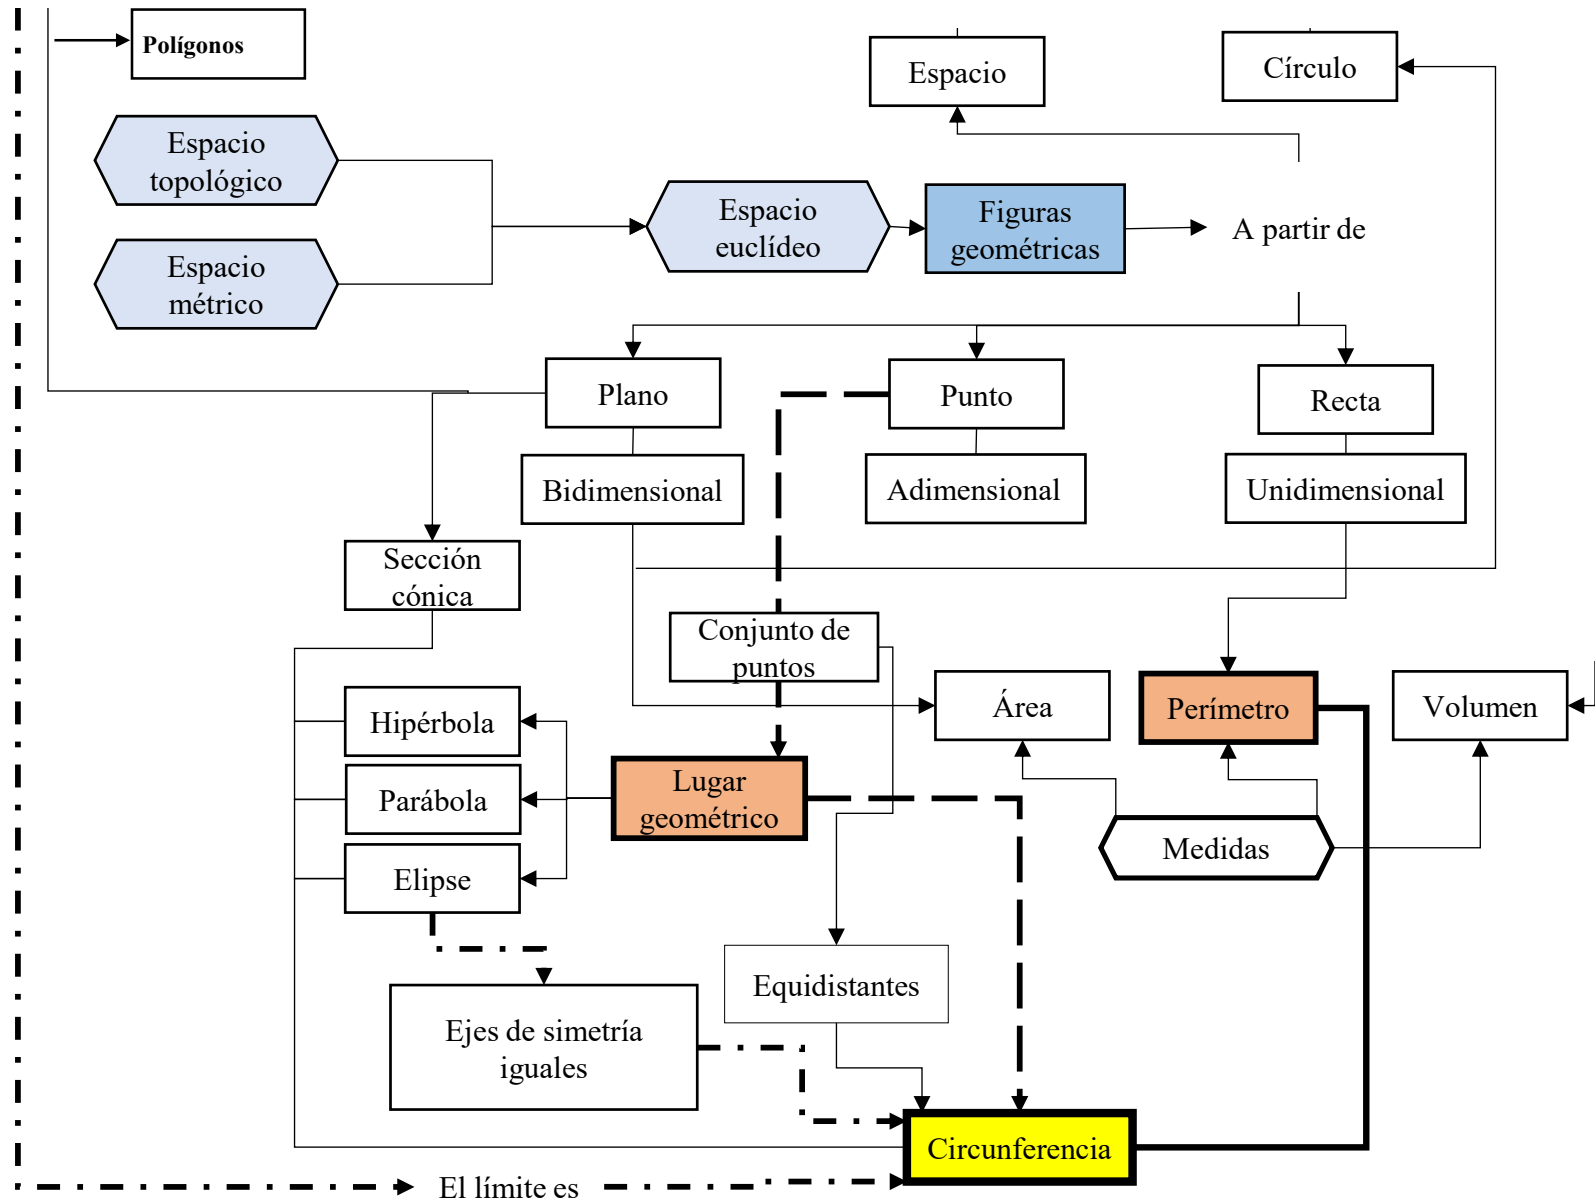 Polígonos
Espacio
Círculo
Espacio
topológico
Espacio
euclídeo
Figuras
geométricas
A partir de
Espacio
métrico
Plano
Punto
Recta
Bidimensional
Adimensional
Unidimensional
Sección
cónica
Conjunto de
puntos
Hipérbola
Área
Perímetro
Volumen
Parábola
Lugar
geométrico
Elipse
Medidas
Equidistantes
Ejes de simetría
iguales
Circunferencia
El límite es